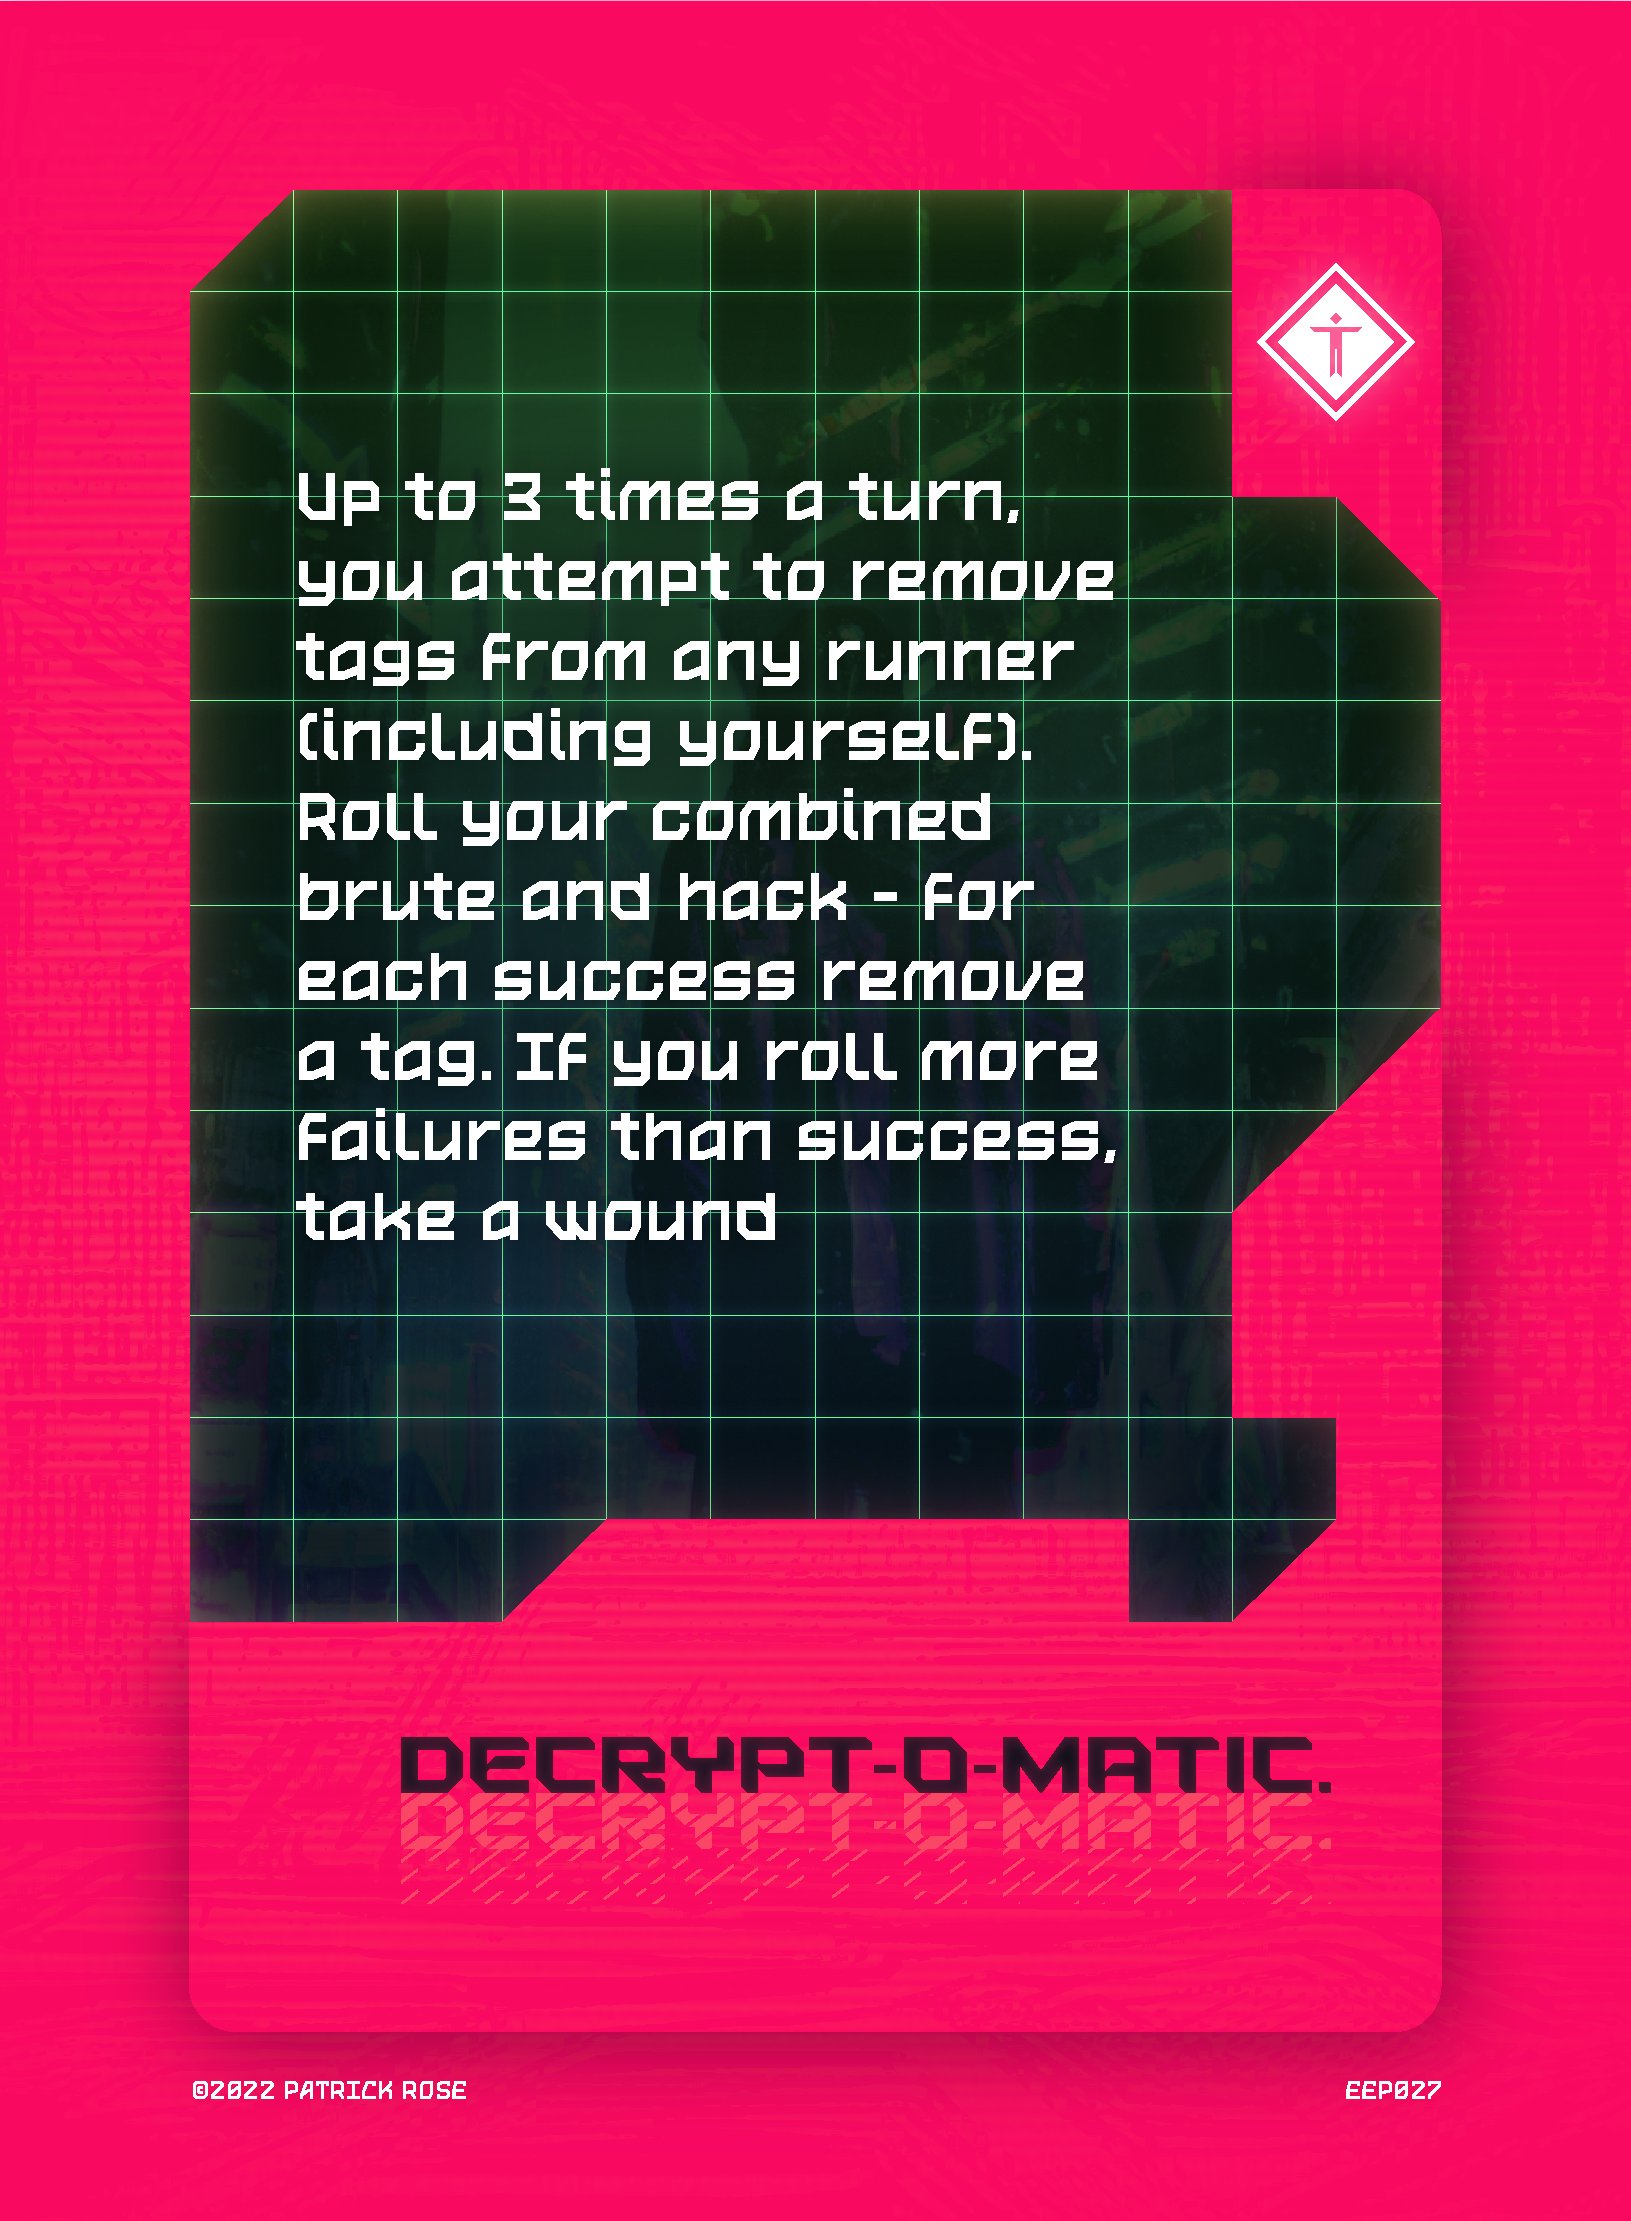 Up to 3 times a turn,
you attempt to remove
tags from any runner
(including yourself).
Roll your combined
brute and hack - for
each success remove
a tag. If you roll more
failures than success,
take a wound
DECRYPT-O-MATIC.
DECRYPT-O-MATIC.
©2022 PATRICK ROSE
EEP027